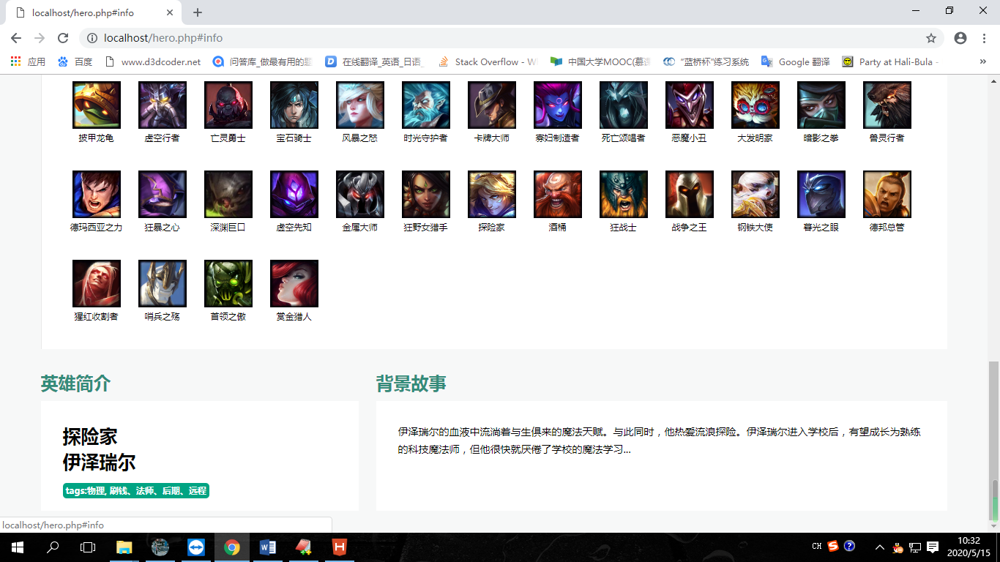 localhost/hero.php#info
localhost/hero.php#info
应用 百度 www.d3dcoder.net 问答库_做最有用的题 在线翻译_英语_日语_ Stack Overflow - W 中国大学MOOC(慕课 “蓝桥杯”练习系统 Google 翻译 Party at Hali-Bula -
披甲龙龟 虚空行者 亡灵勇士 宝石骑士 风暴之怒 时光守护者 卡牌大师 寡妇制造者 死亡颂唱者 恶魔小丑 大发明家 暗影之拳 兽灵行者
德玛西亚之力 狂暴之心 深渊巨口 虚空先知 金属大师 狂野女猎手 探险家 酒桶 狂战士 战争之王 钢铁大使 暮光之眼 德邦总管
猩红收割者 哨兵之殇 首领之傲 赏金猎人
英雄简介
探险家
伊泽瑞尔
tags:物理, 刷钱、法师、后期、远程
背景故事
伊泽瑞尔的血液中流淌着与生俱来的魔法天赋。与此同时，他热爱流浪探险。伊泽瑞尔进入学校后，有望成长为熟练
的科技魔法师，但他很快就厌倦了学校的魔法学习...
localhost/hero.php#info
CH
10:32
2020/5/15